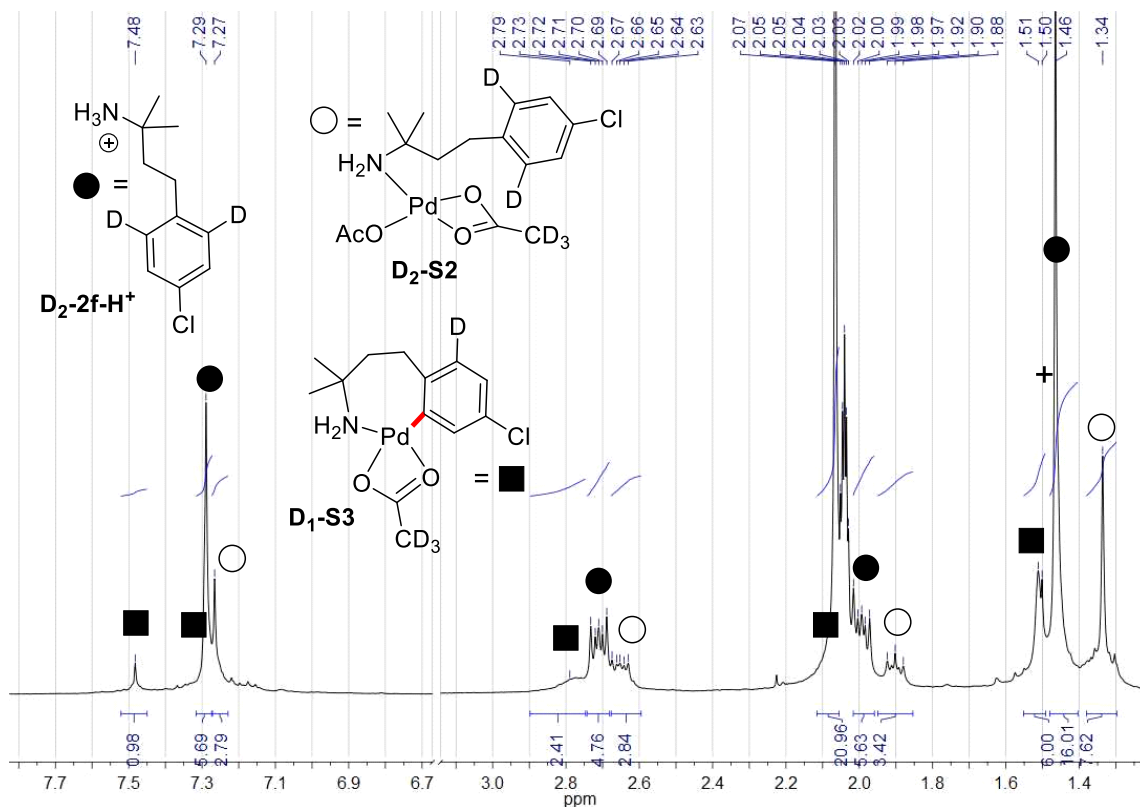 7.48
7.29
7.27
2.79
2.73
2.72
2.71
2.70
2.69
2.67
2.66
2.65
2.64
2.63
2.07
2.05
2.05
2.04
2.03
2.03
2.02
2.00
1.99
1.98
1.97
1.92
1.90
1.88
1.51
1.50
1.46
1.34
H3N
+
=
D
D
Cl
D2-2f-H+
=
D
Cl
H2N
D
Pd
O
O
AcO
CD3
D2-S2
D
H2N
Pd
Cl
O
O
=
D1-S3
CD3
+
0.98
5.69
2.79
2.41
4.76
2.84
20.96
5.63
3.42
6.00
16.01
7.62
7.7
7.5
7.3
7.1
6.9
6.7
3.0
2.8
2.6
2.4
2.2
2.0
1.8
1.6
1.4
ppm